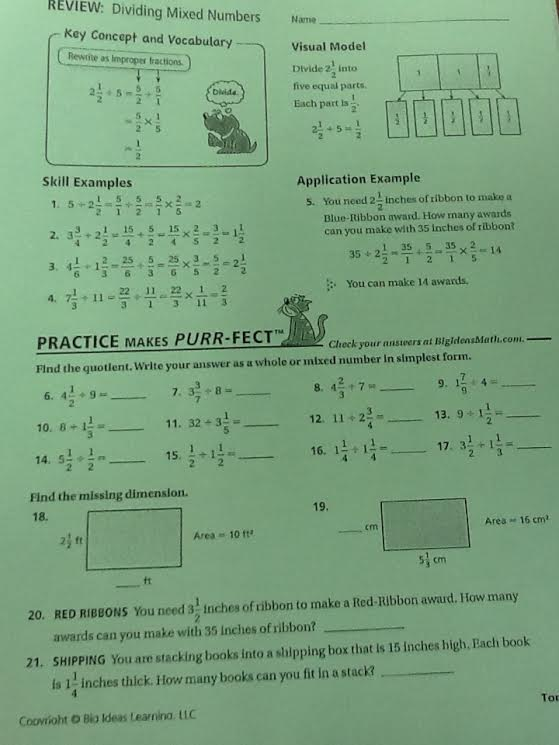 REVIEW: Dividing Mixed Numbers
Name
Key Concept and Vocabulary
Rewrite as improper fractions.
2 1/2 ÷ 5 = 5/2 ÷ 5/1
= 5/2 × 1/5
= 1/2
Divide.
Visual Model
Divide 2 1/2 into
five equal parts.
Each part is 1/2.
2 1/2 ÷ 5 = 1/2
1 1 1/2
1/2 1/2 1/2 1/2 1/2
Skill Examples
1. 5 ÷ 2 1/2 = 5/1 ÷ 5/2 = 5/1 × 2/5 = 2
2. 3 3/4 ÷ 2 1/2 = 15/4 ÷ 5/2 = 15/4 × 2/5 = 3/2 = 1 1/2
3. 4 1/6 ÷ 1 2/3 = 25/6 ÷ 5/3 = 25/6 × 3/5 = 5/2 = 2 1/2
4. 7 1/3 ÷ 11 = 22/3 ÷ 11/1 = 22/3 × 1/11 = 2/3
Application Example
5. You need 2 1/2 inches of ribbon to make a
Blue-Ribbon award. How many awards
can you make with 35 inches of ribbon?
35 ÷ 2 1/2 = 35/1 ÷ 5/2 = 35/1 × 2/5 = 14
You can make 14 awards.
PRACTICE MAKES PURR-FECT™
Check your answers at BigIdeasMath.com.
Find the quotient. Write your answer as a whole or mixed number in simplest form.
6. 4 1/2 ÷ 9 = 7. 3 3/7 ÷ 8 = 8. 4 2/3 ÷ 7 = 9. 1 7/9 ÷ 4 =
10. 8 ÷ 1 1/3 = 11. 32 ÷ 3 1/5 = 12. 11 ÷ 2 3/4 = 13. 9 ÷ 1 1/2 =
14. 5 1/2 ÷ 1/2 = 15. 1/2 ÷ 1 1/2 = 16. 1 1/4 ÷ 1 1/4 = 17. 3 1/2 ÷ 1 1/3 =
Find the missing dimension.
18.
2 1/2 ft
Area = 10 ft²
ft
19.
cm
Area = 16 cm²
5 1/3 cm
20. RED RIBBONS You need 3 1/2 inches of ribbon to make a Red-Ribbon award. How many
awards can you make with 35 inches of ribbon?
21. SHIPPING You are stacking books into a shipping box that is 15 inches high. Each book
is 1 1/4 inches thick. How many books can you fit in a stack?
Copyright © Big Ideas Learning, LLC